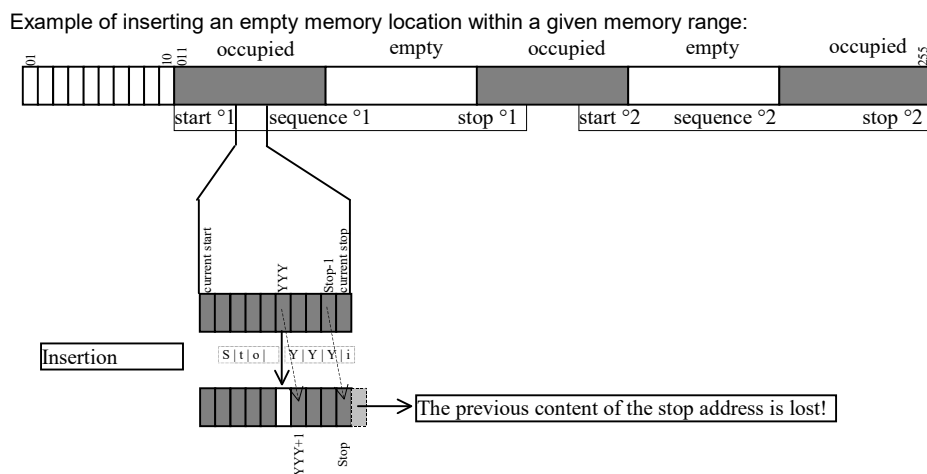 Example of inserting an empty memory location within a given memory range:
occupied empty occupied empty occupied
01 10 011 255
start °1 sequence °1 stop °1 start °2 sequence °2 stop °2
current start YYY Stop-1 current stop
Insertion S|t|o| Y|Y|Y|i
The previous content of the stop address is lost!
YYY+1 Stop